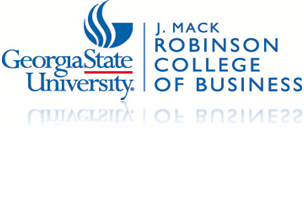 GeorgiaState
University®
J. MACK
ROBINSON
COLLEGE
OF BUSINESS